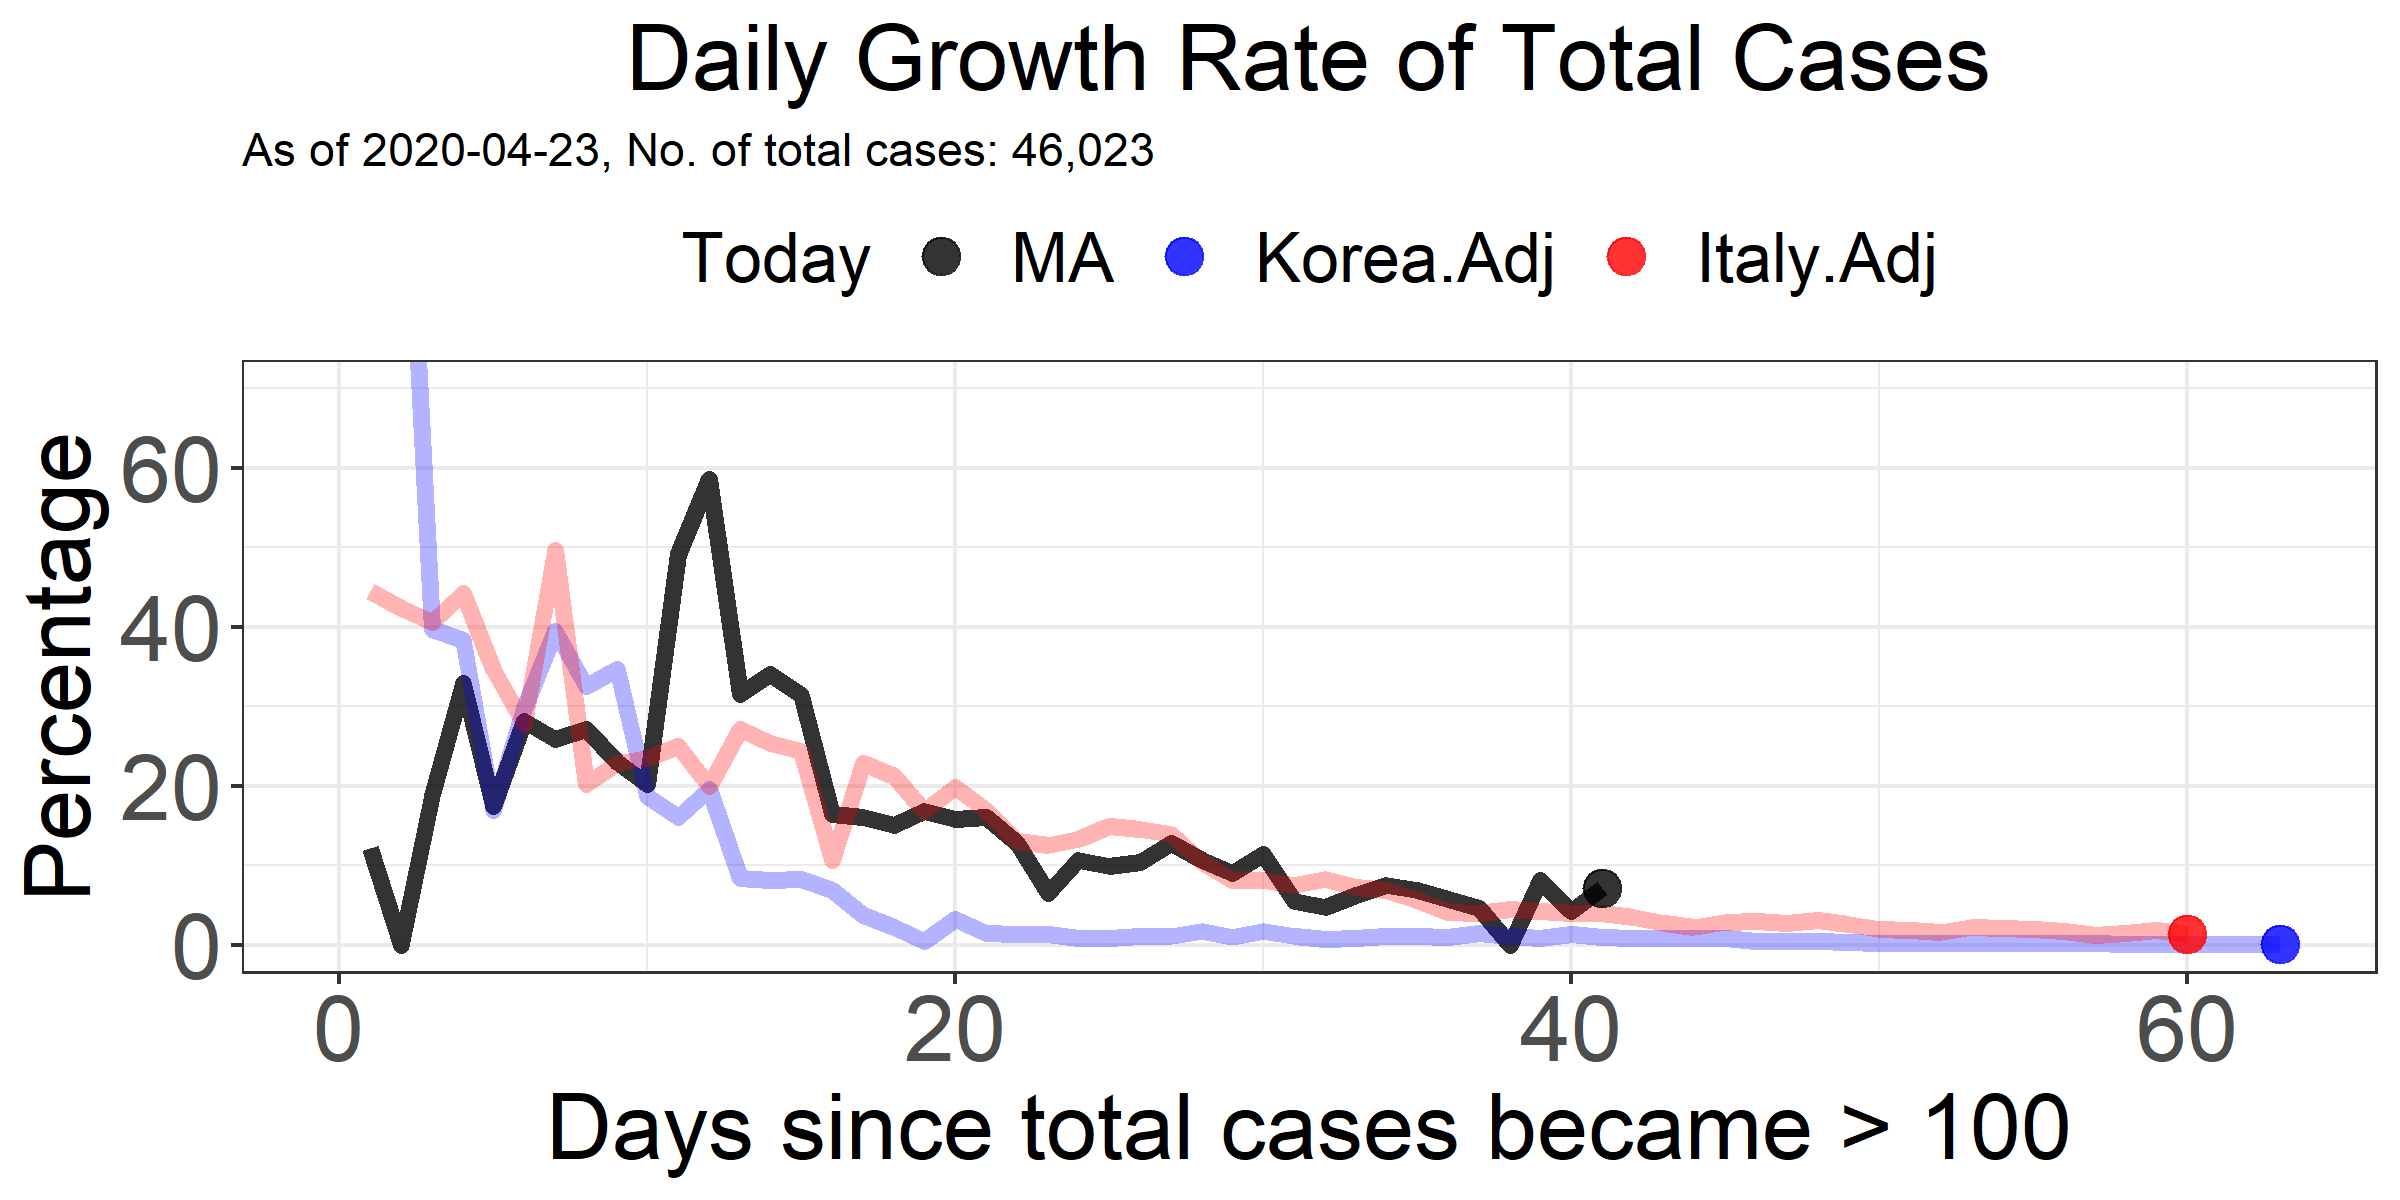 Daily Growth Rate of Total Cases
As of 2020-04-23, No. of total cases: 46,023
Today MA Korea.Adj Italy.Adj
Percentage
60
40
20
0
0 20 40 60
Days since total cases became > 100